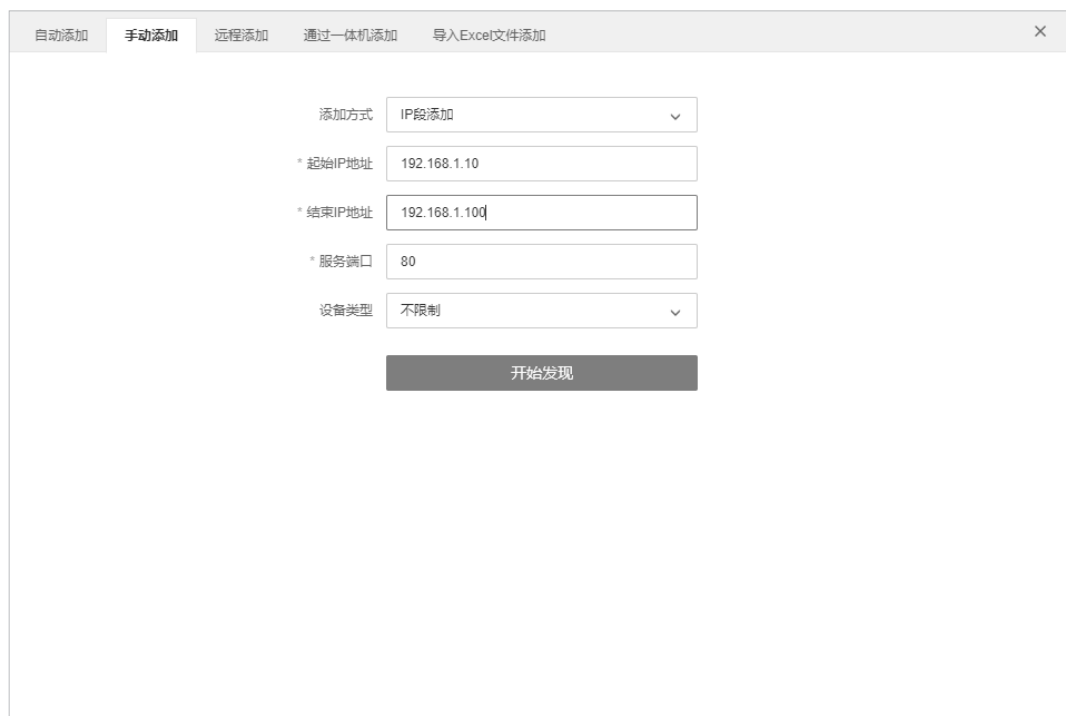 自动添加 手动添加 远程添加 通过一体机添加 导入Excel文件添加 ×
添加方式 IP段添加
* 起始IP地址 192.168.1.10
* 结束IP地址 192.168.1.100
* 服务端口 80
设备类型 不限制
开始发现